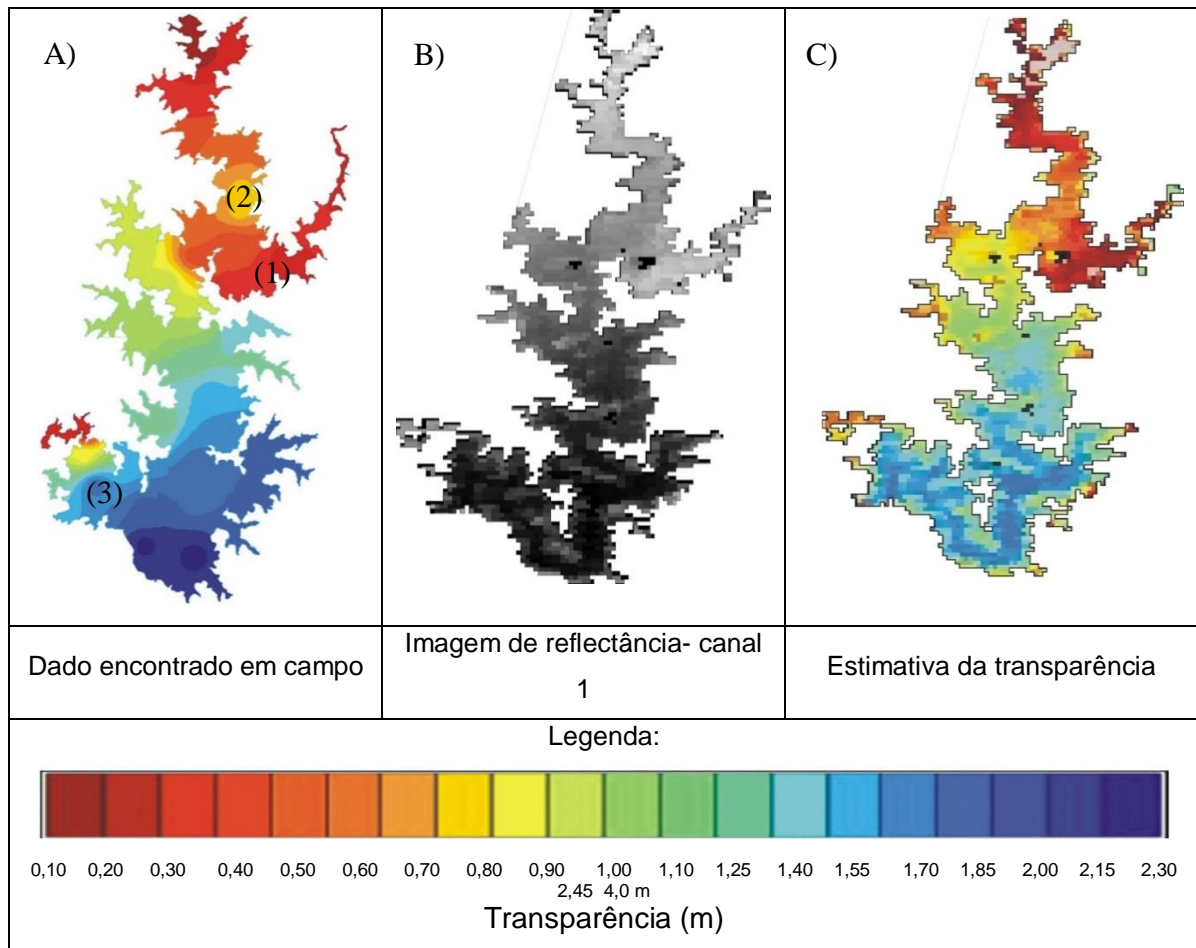 A)
B)
C)
(2)
(1)
(3)
Dado encontrado em campo
Imagem de reflectância- canal
1
Estimativa da transparência
Legenda:
0,10 0,20 0,30 0,40 0,50 0,60 0,70 0,80 0,90 1,00 1,10 1,25 1,40 1,55 1,70 1,85 2,00 2,15 2,30
2,45 4,0 m
Transparência (m)